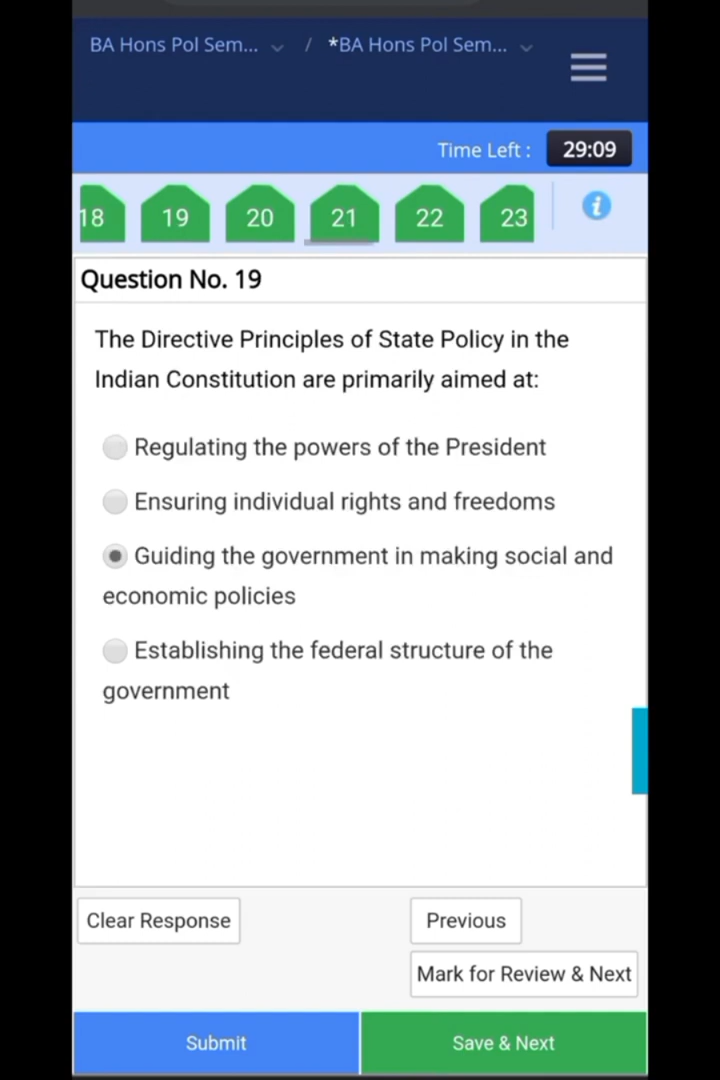 BA Hons Pol Sem... / *BA Hons Pol Sem...
Time Left : 29:09
18 19 20 21 22 23 i
Question No. 19
The Directive Principles of State Policy in the
Indian Constitution are primarily aimed at:
Regulating the powers of the President
Ensuring individual rights and freedoms
Guiding the government in making social and
economic policies
Establishing the federal structure of the
government
Clear Response Previous
Mark for Review & Next
Submit Save & Next